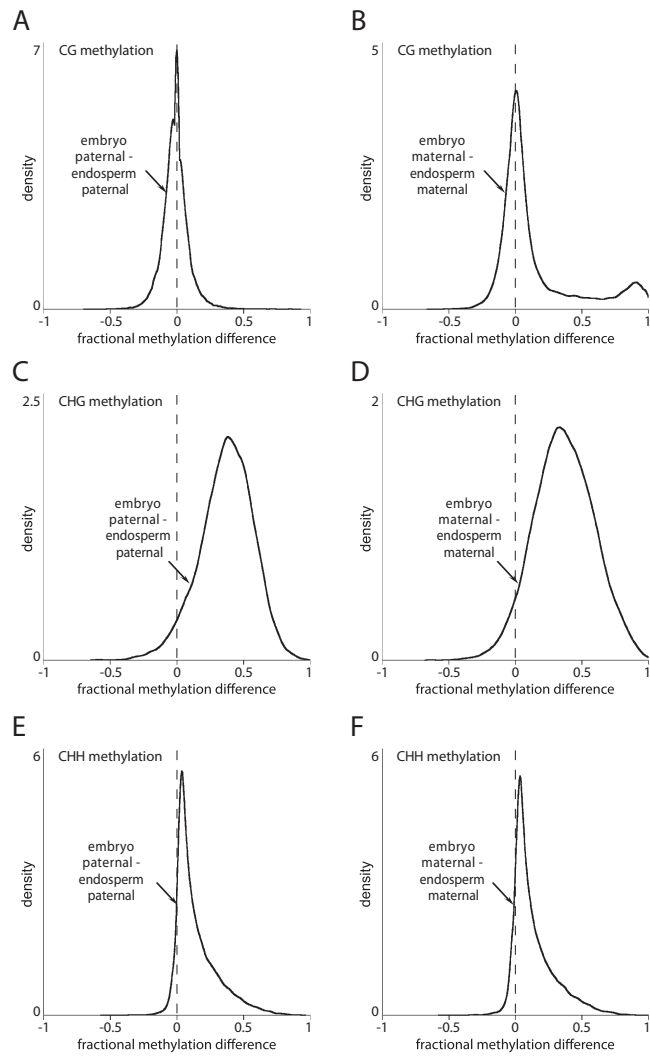 A
7
CG methylation
embryo
paternal -
endosperm
paternal
density
0
-1 -0.5 0 0.5 1
fractional methylation difference
B
5
CG methylation
embryo
maternal -
endosperm
maternal
density
0
-1 -0.5 0 0.5 1
fractional methylation difference
C
2.5
CHG methylation
embryo
paternal -
endosperm
paternal
density
0
-1 -0.5 0 0.5 1
fractional methylation difference
D
2
CHG methylation
embryo
maternal -
endosperm
maternal
density
0
-1 -0.5 0 0.5 1
fractional methylation difference
E
6
CHH methylation
embryo
paternal -
endosperm
paternal
density
0
-1 -0.5 0 0.5 1
fractional methylation difference
F
6
CHH methylation
embryo
maternal -
endosperm
maternal
density
0
-1 -0.5 0 0.5 1
fractional methylation difference